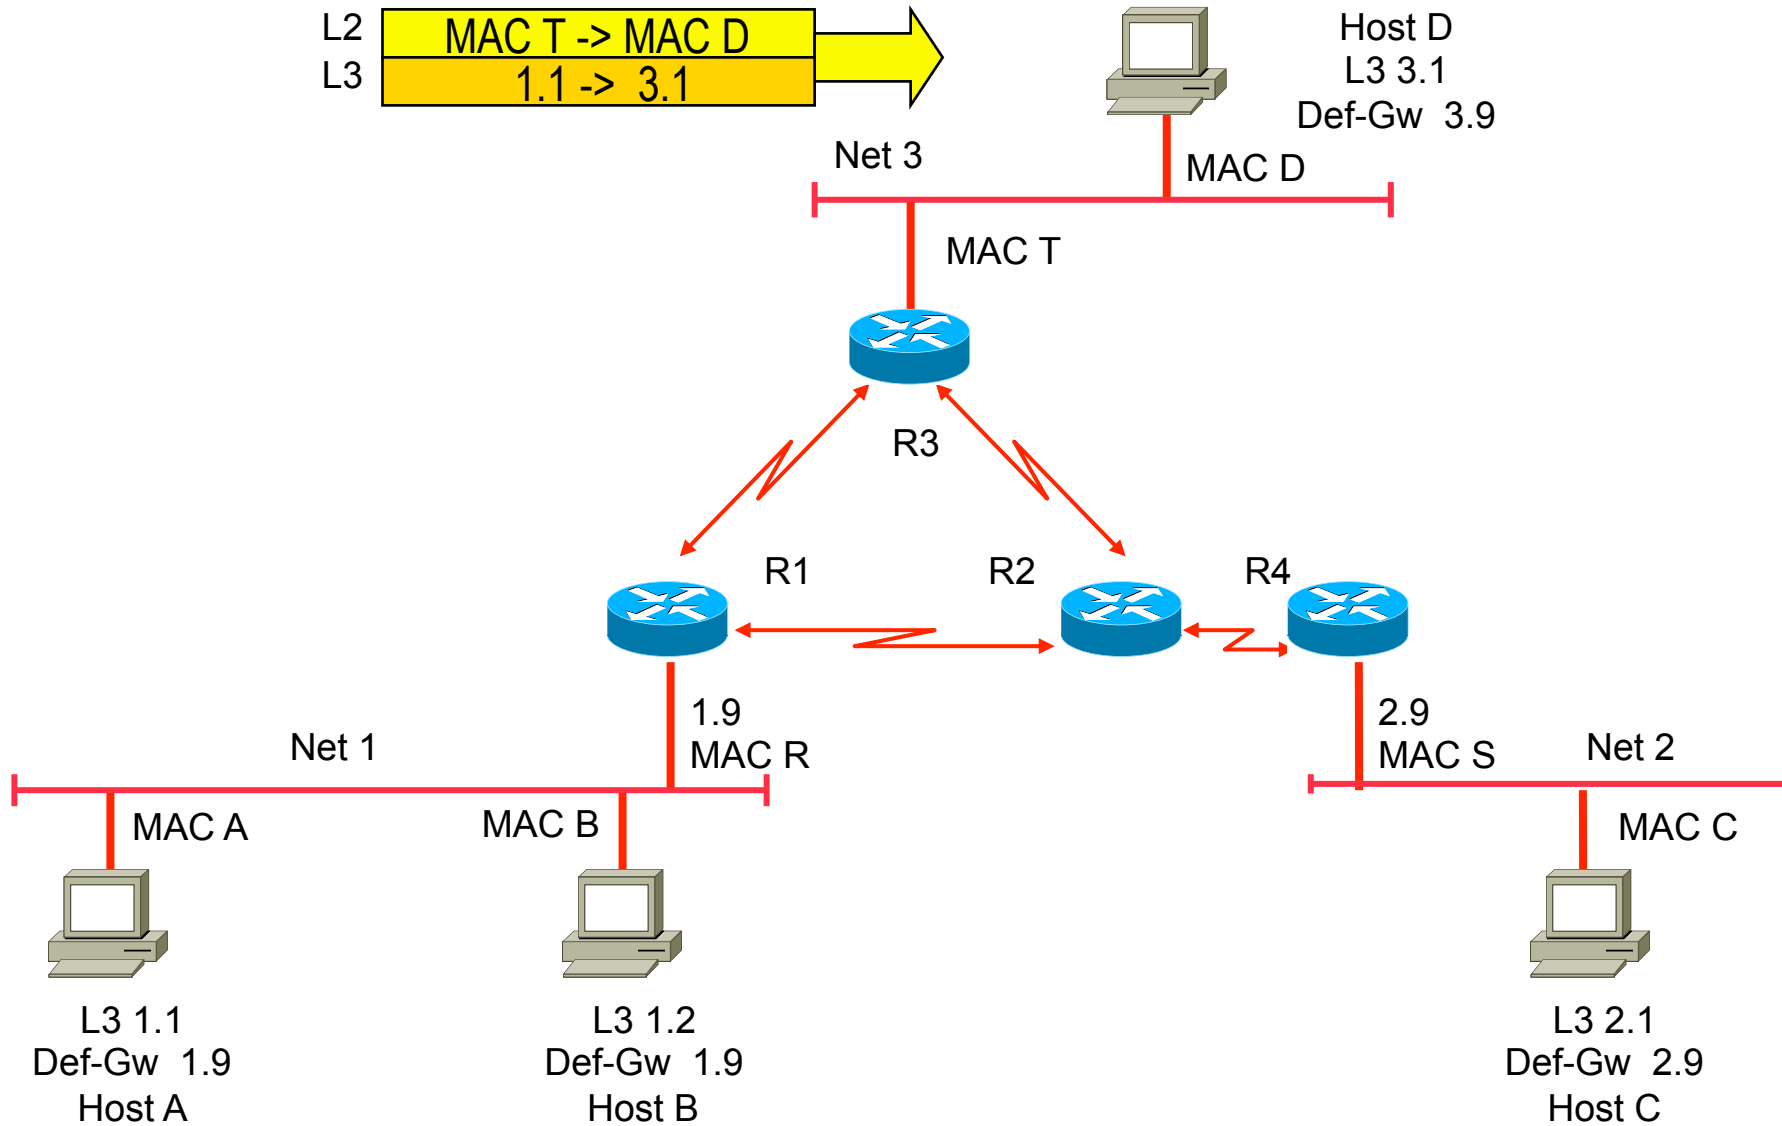 L2 MAC T -> MAC D
L3 1.1 -> 3.1
Host D
L3 3.1
Def-Gw 3.9
Net 3
MAC D
MAC T
R3
R1
R2
R4
1.9
MAC R
2.9
MAC S
Net 1
Net 2
MAC A
MAC B
MAC C
L3 1.1
Def-Gw 1.9
Host A
L3 1.2
Def-Gw 1.9
Host B
L3 2.1
Def-Gw 2.9
Host C